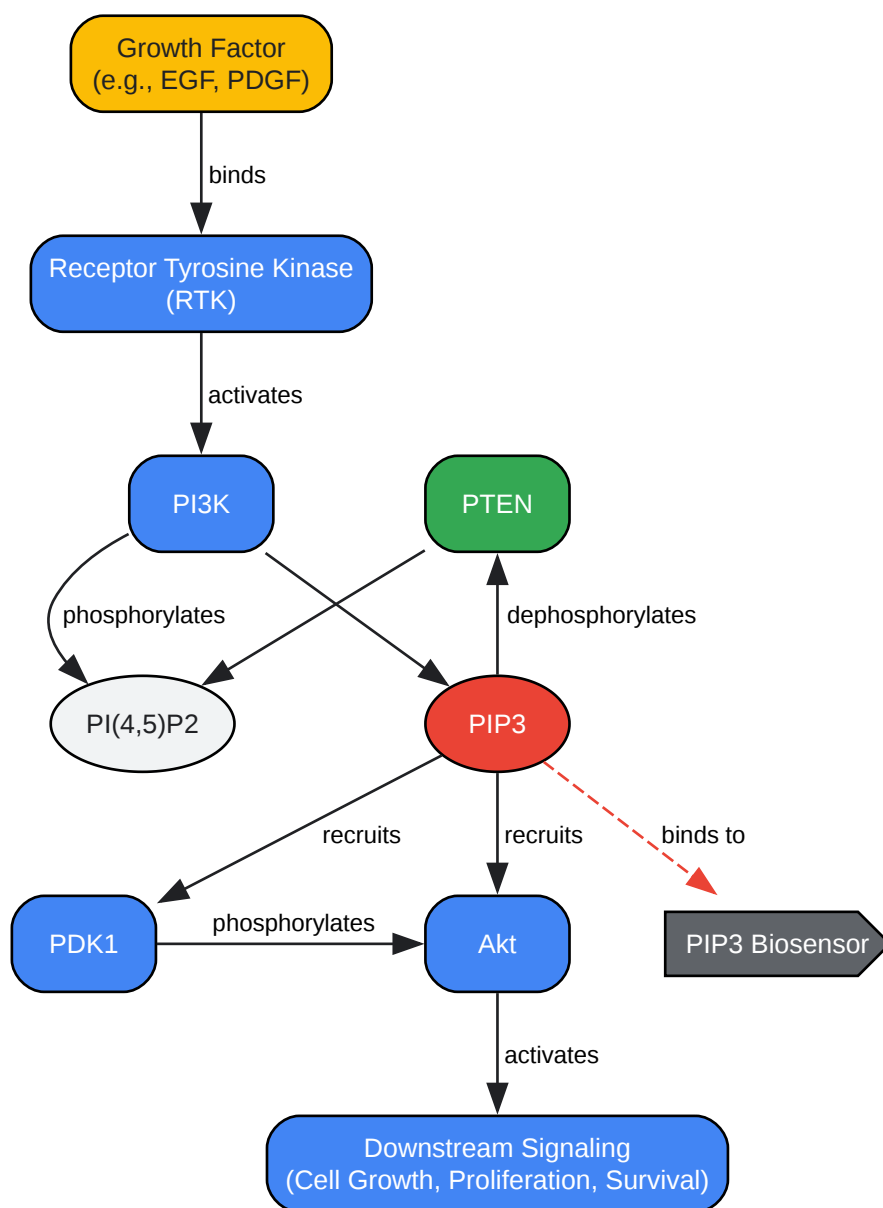 Growth Factor
(e.g., EGF, PDGF)
binds
Receptor Tyrosine Kinase
(RTK)
activates
PI3K
PTEN
phosphorylates
dephosphorylates
PI(4,5)P2
PIP3
recruits
recruits
binds to
PDK1
phosphorylates
Akt
PIP3 Biosensor
activates
Downstream Signaling
(Cell Growth, Proliferation, Survival)